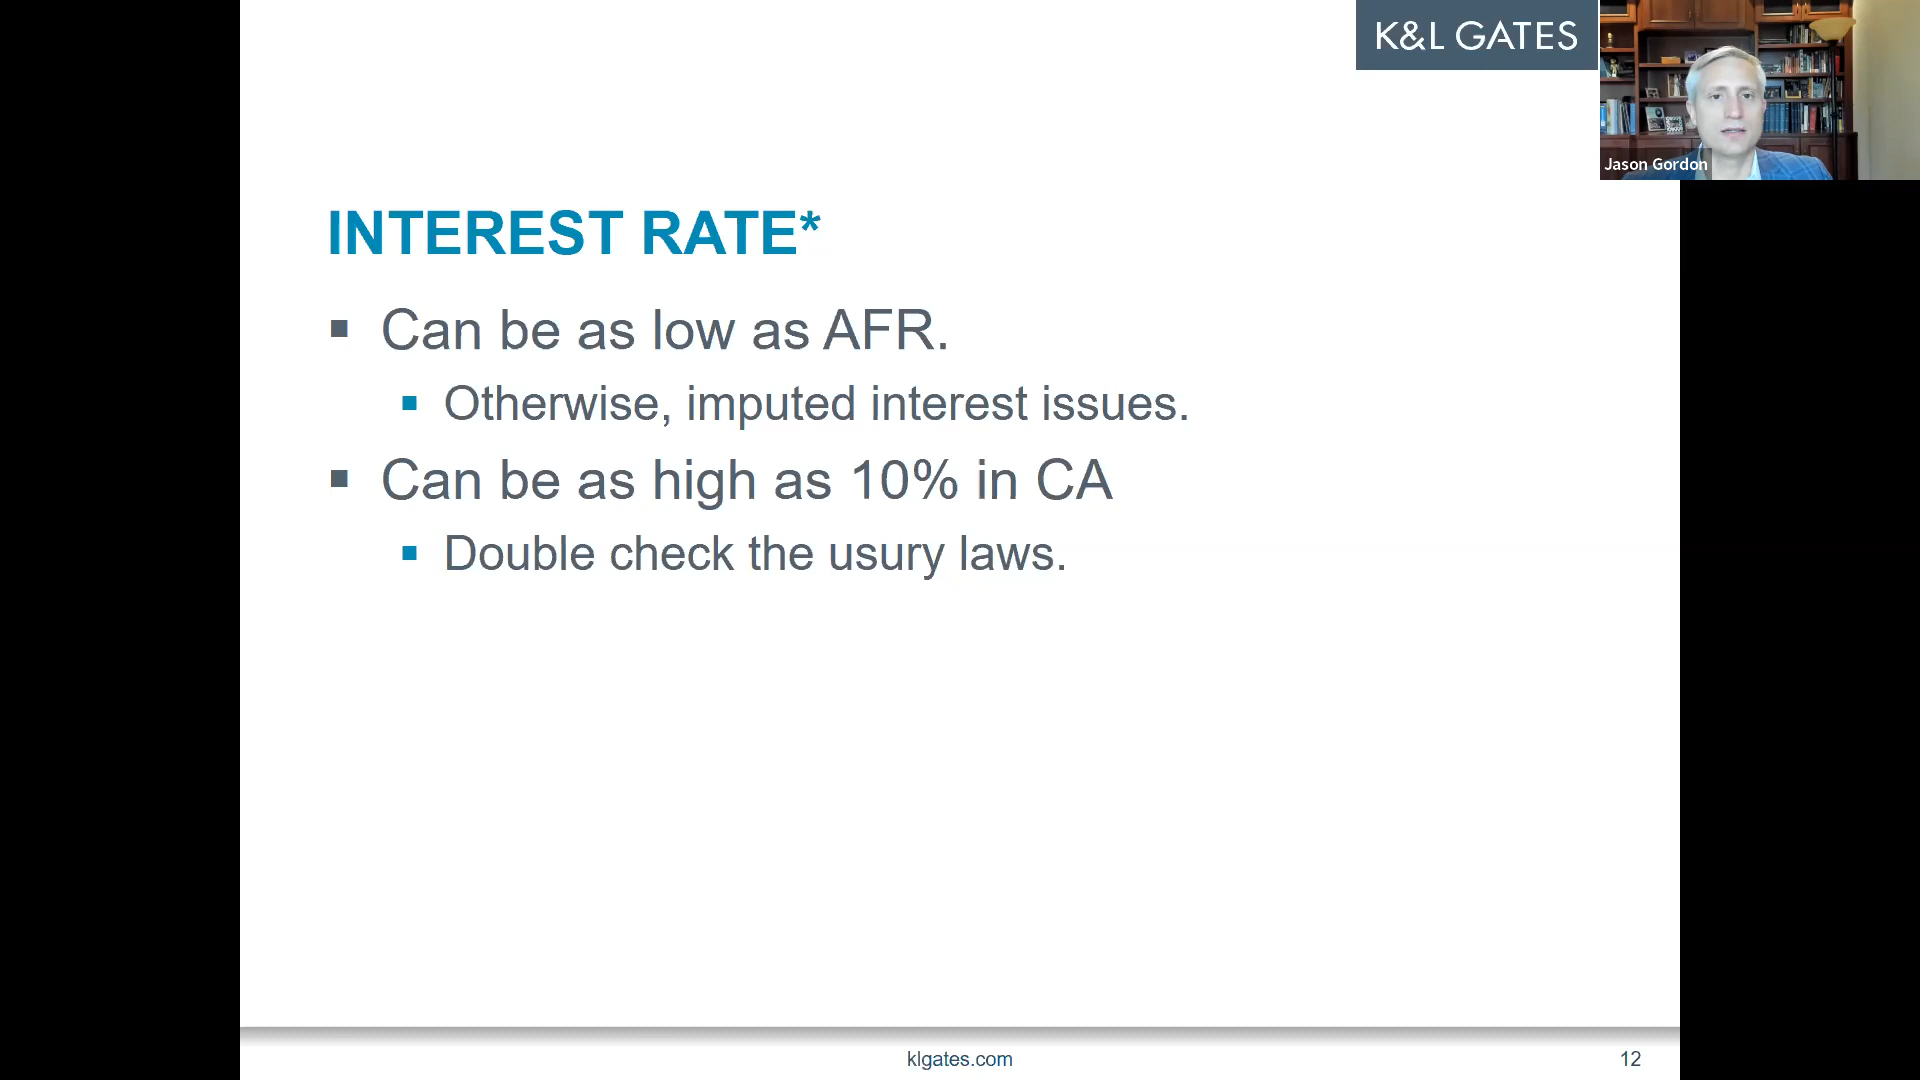 K&L GATES
Jason Gordon
INTEREST RATE*
Can be as low as AFR.
Otherwise, imputed interest issues.
Can be as high as 10% in CA
Double check the usury laws.
klgates.com
12